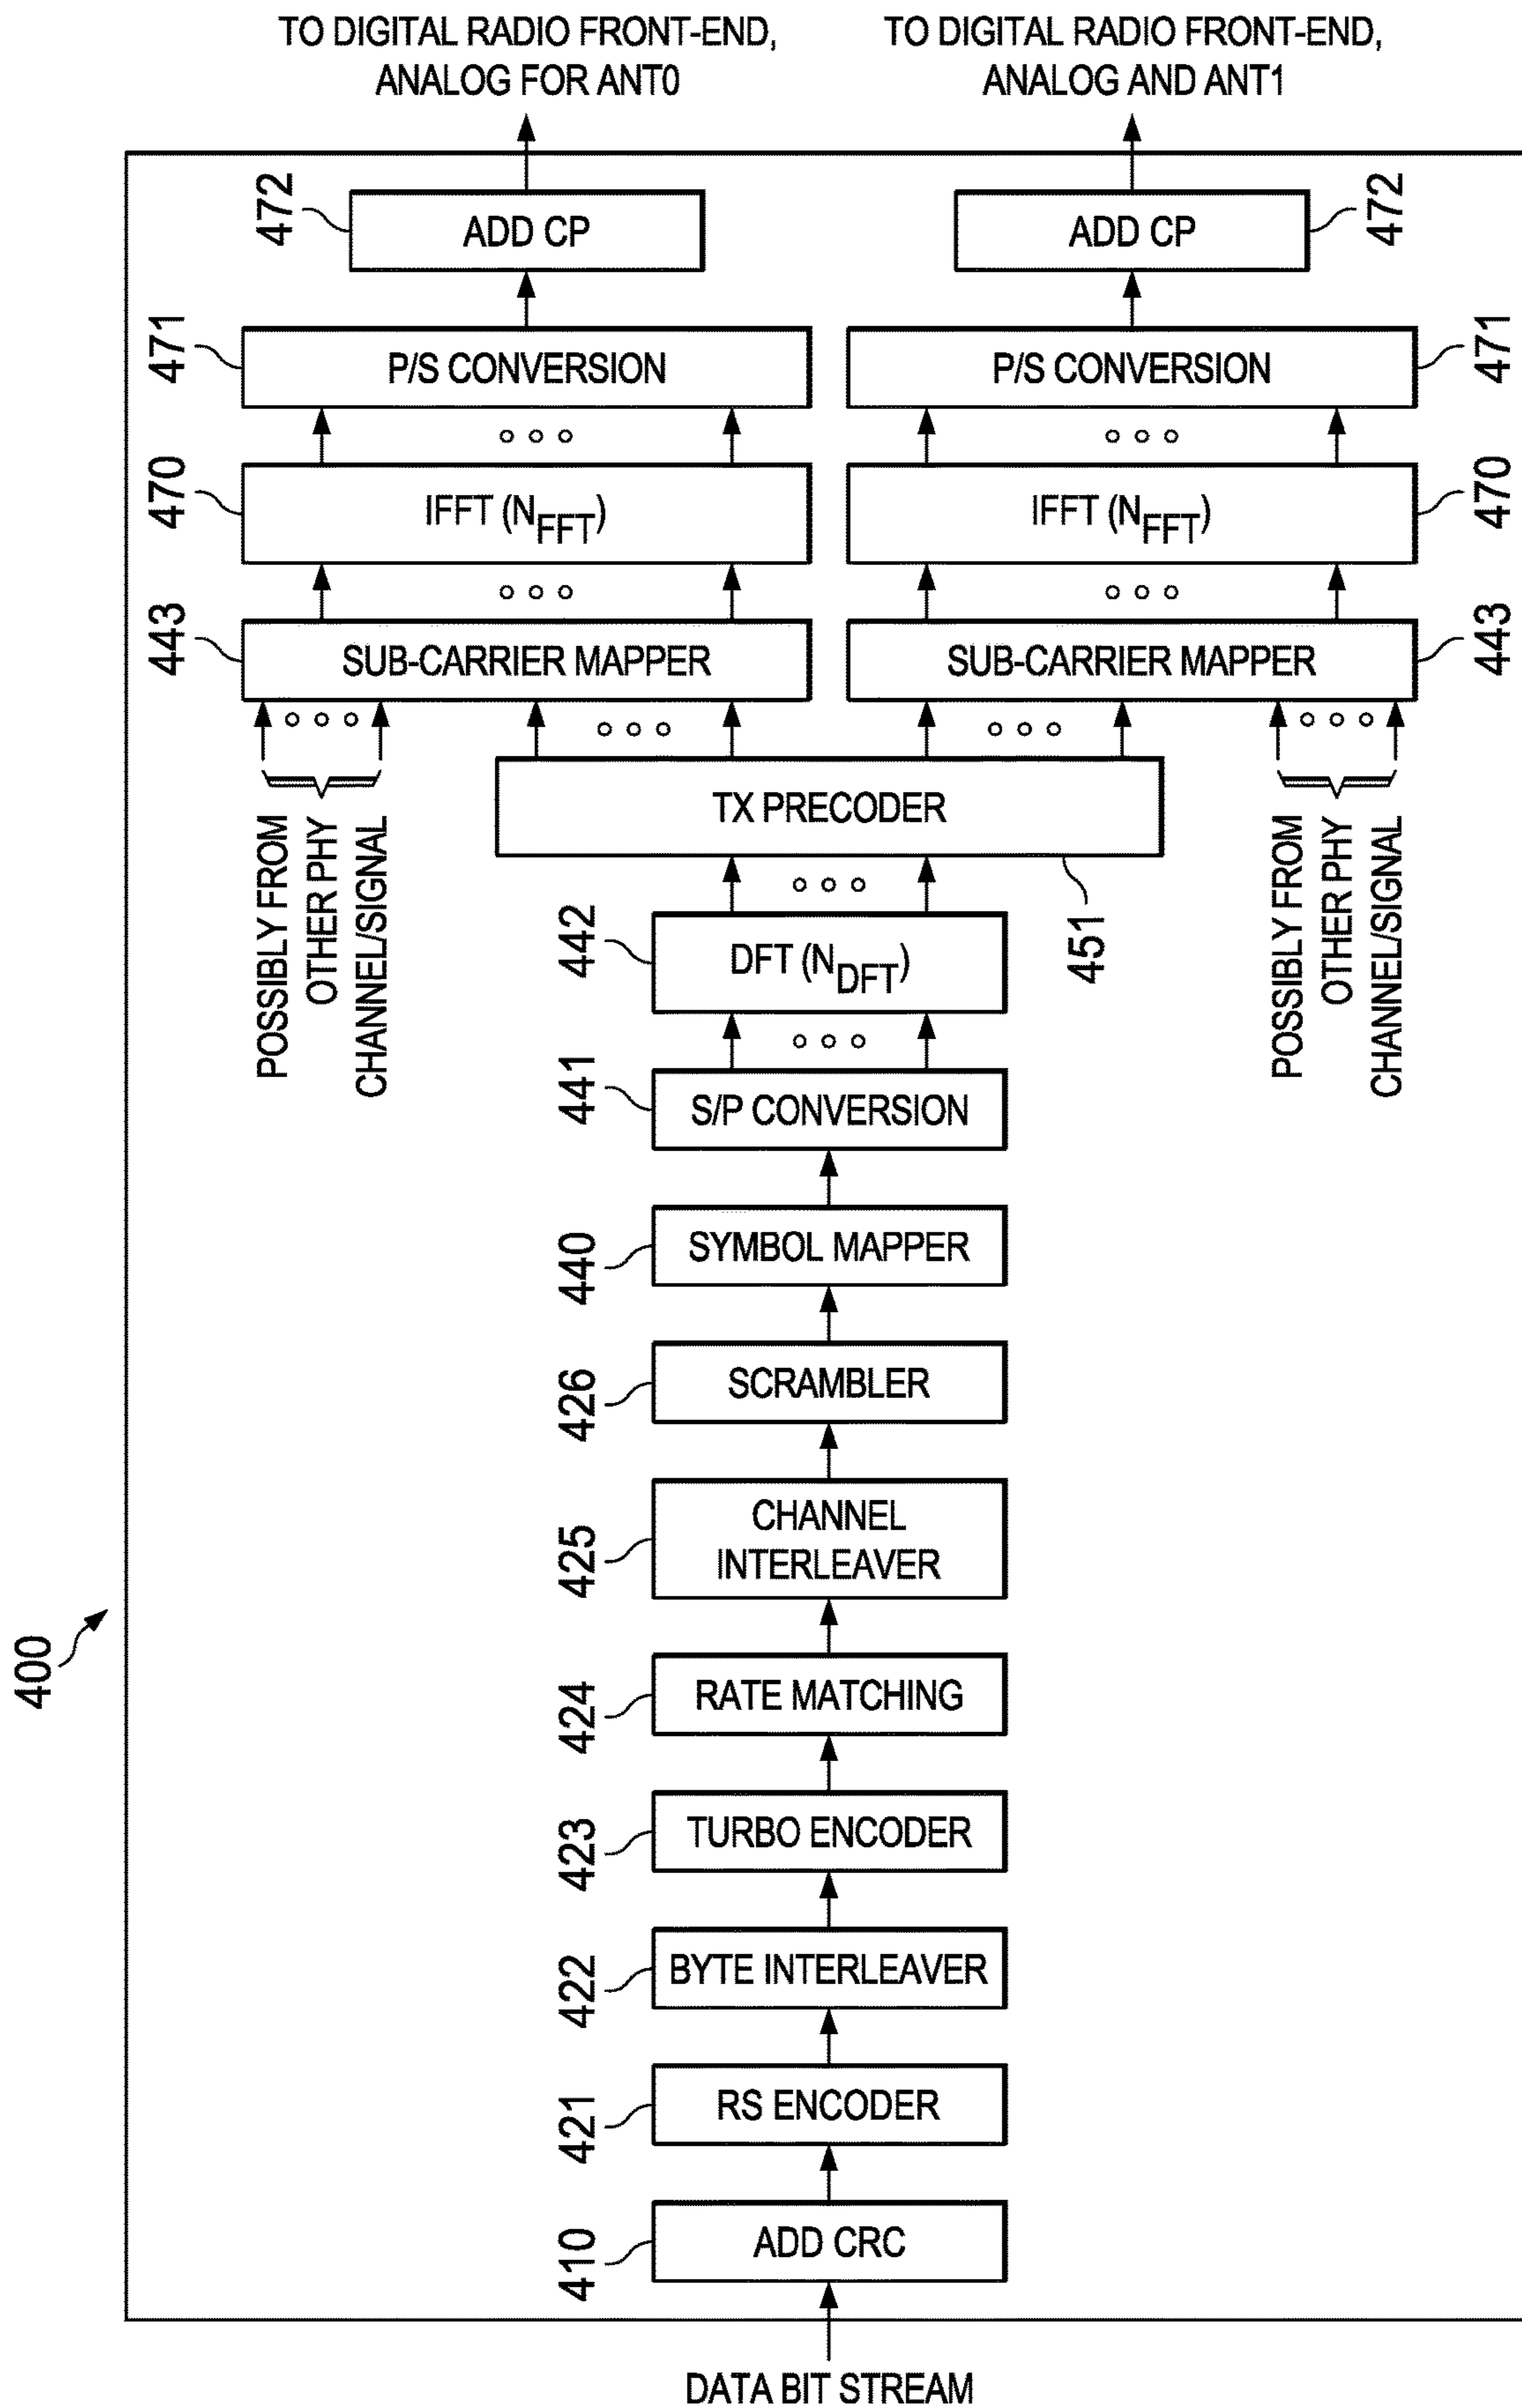 TO DIGITAL RADIO FRONT-END,
ANALOG FOR ANT0
TO DIGITAL RADIO FRONT-END,
ANALOG AND ANT1
472
ADD CP
ADD CP
472
471
P/S CONVERSION
P/S CONVERSION
471
470
IFFT (NFFT)
IFFT (NFFT)
470
443
SUB-CARRIER MAPPER
SUB-CARRIER MAPPER
443
POSSIBLY FROM
OTHER PHY
CHANNEL/SIGNAL
TX PRECODER
451
POSSIBLY FROM
OTHER PHY
CHANNEL/SIGNAL
442
DFT (NDFT)
441
S/P CONVERSION
440
SYMBOL MAPPER
426
SCRAMBLER
425
CHANNEL
INTERLEAVER
400
424
RATE MATCHING
423
TURBO ENCODER
422
BYTE INTERLEAVER
421
RS ENCODER
410
ADD CRC
DATA BIT STREAM